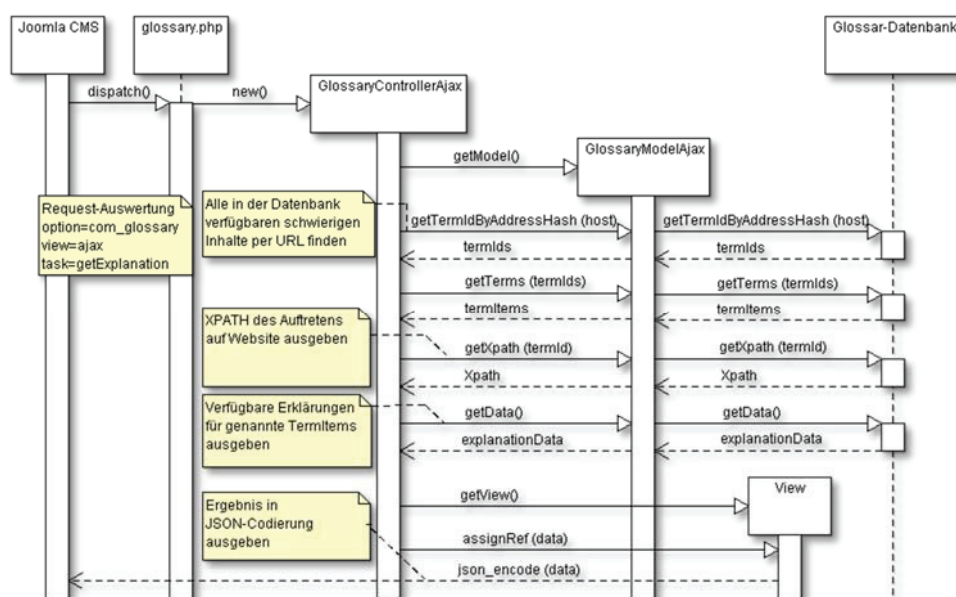 Joomla CMS
glossary.php
Glossar-Datenbank
dispatch()
new()
GlossaryControllerAjax
getModel()
GlossaryModelAjax
Request-Auswertung
option=com_glossary
view=ajax
task=getExplanation
Alle in der Datenbank
verfügbaren schwierigen
Inhalte per URL finden
getTermIdByAddressHash (host)
getTermIdByAddressHash (host)
termIds
termIds
getTerms (termIds)
getTerms (termIds)
termItems
termItems
XPATH des Auftretens
auf Website ausgeben
getXpath (termId)
getXpath (termId)
Xpath
Xpath
Verfügbare Erklärungen
für genannte TermItems
ausgeben
getData()
getData()
explanationData
explanationData
getView()
View
Ergebnis in
JSON-Codierung
ausgeben
assignRef (data)
json_encode (data)